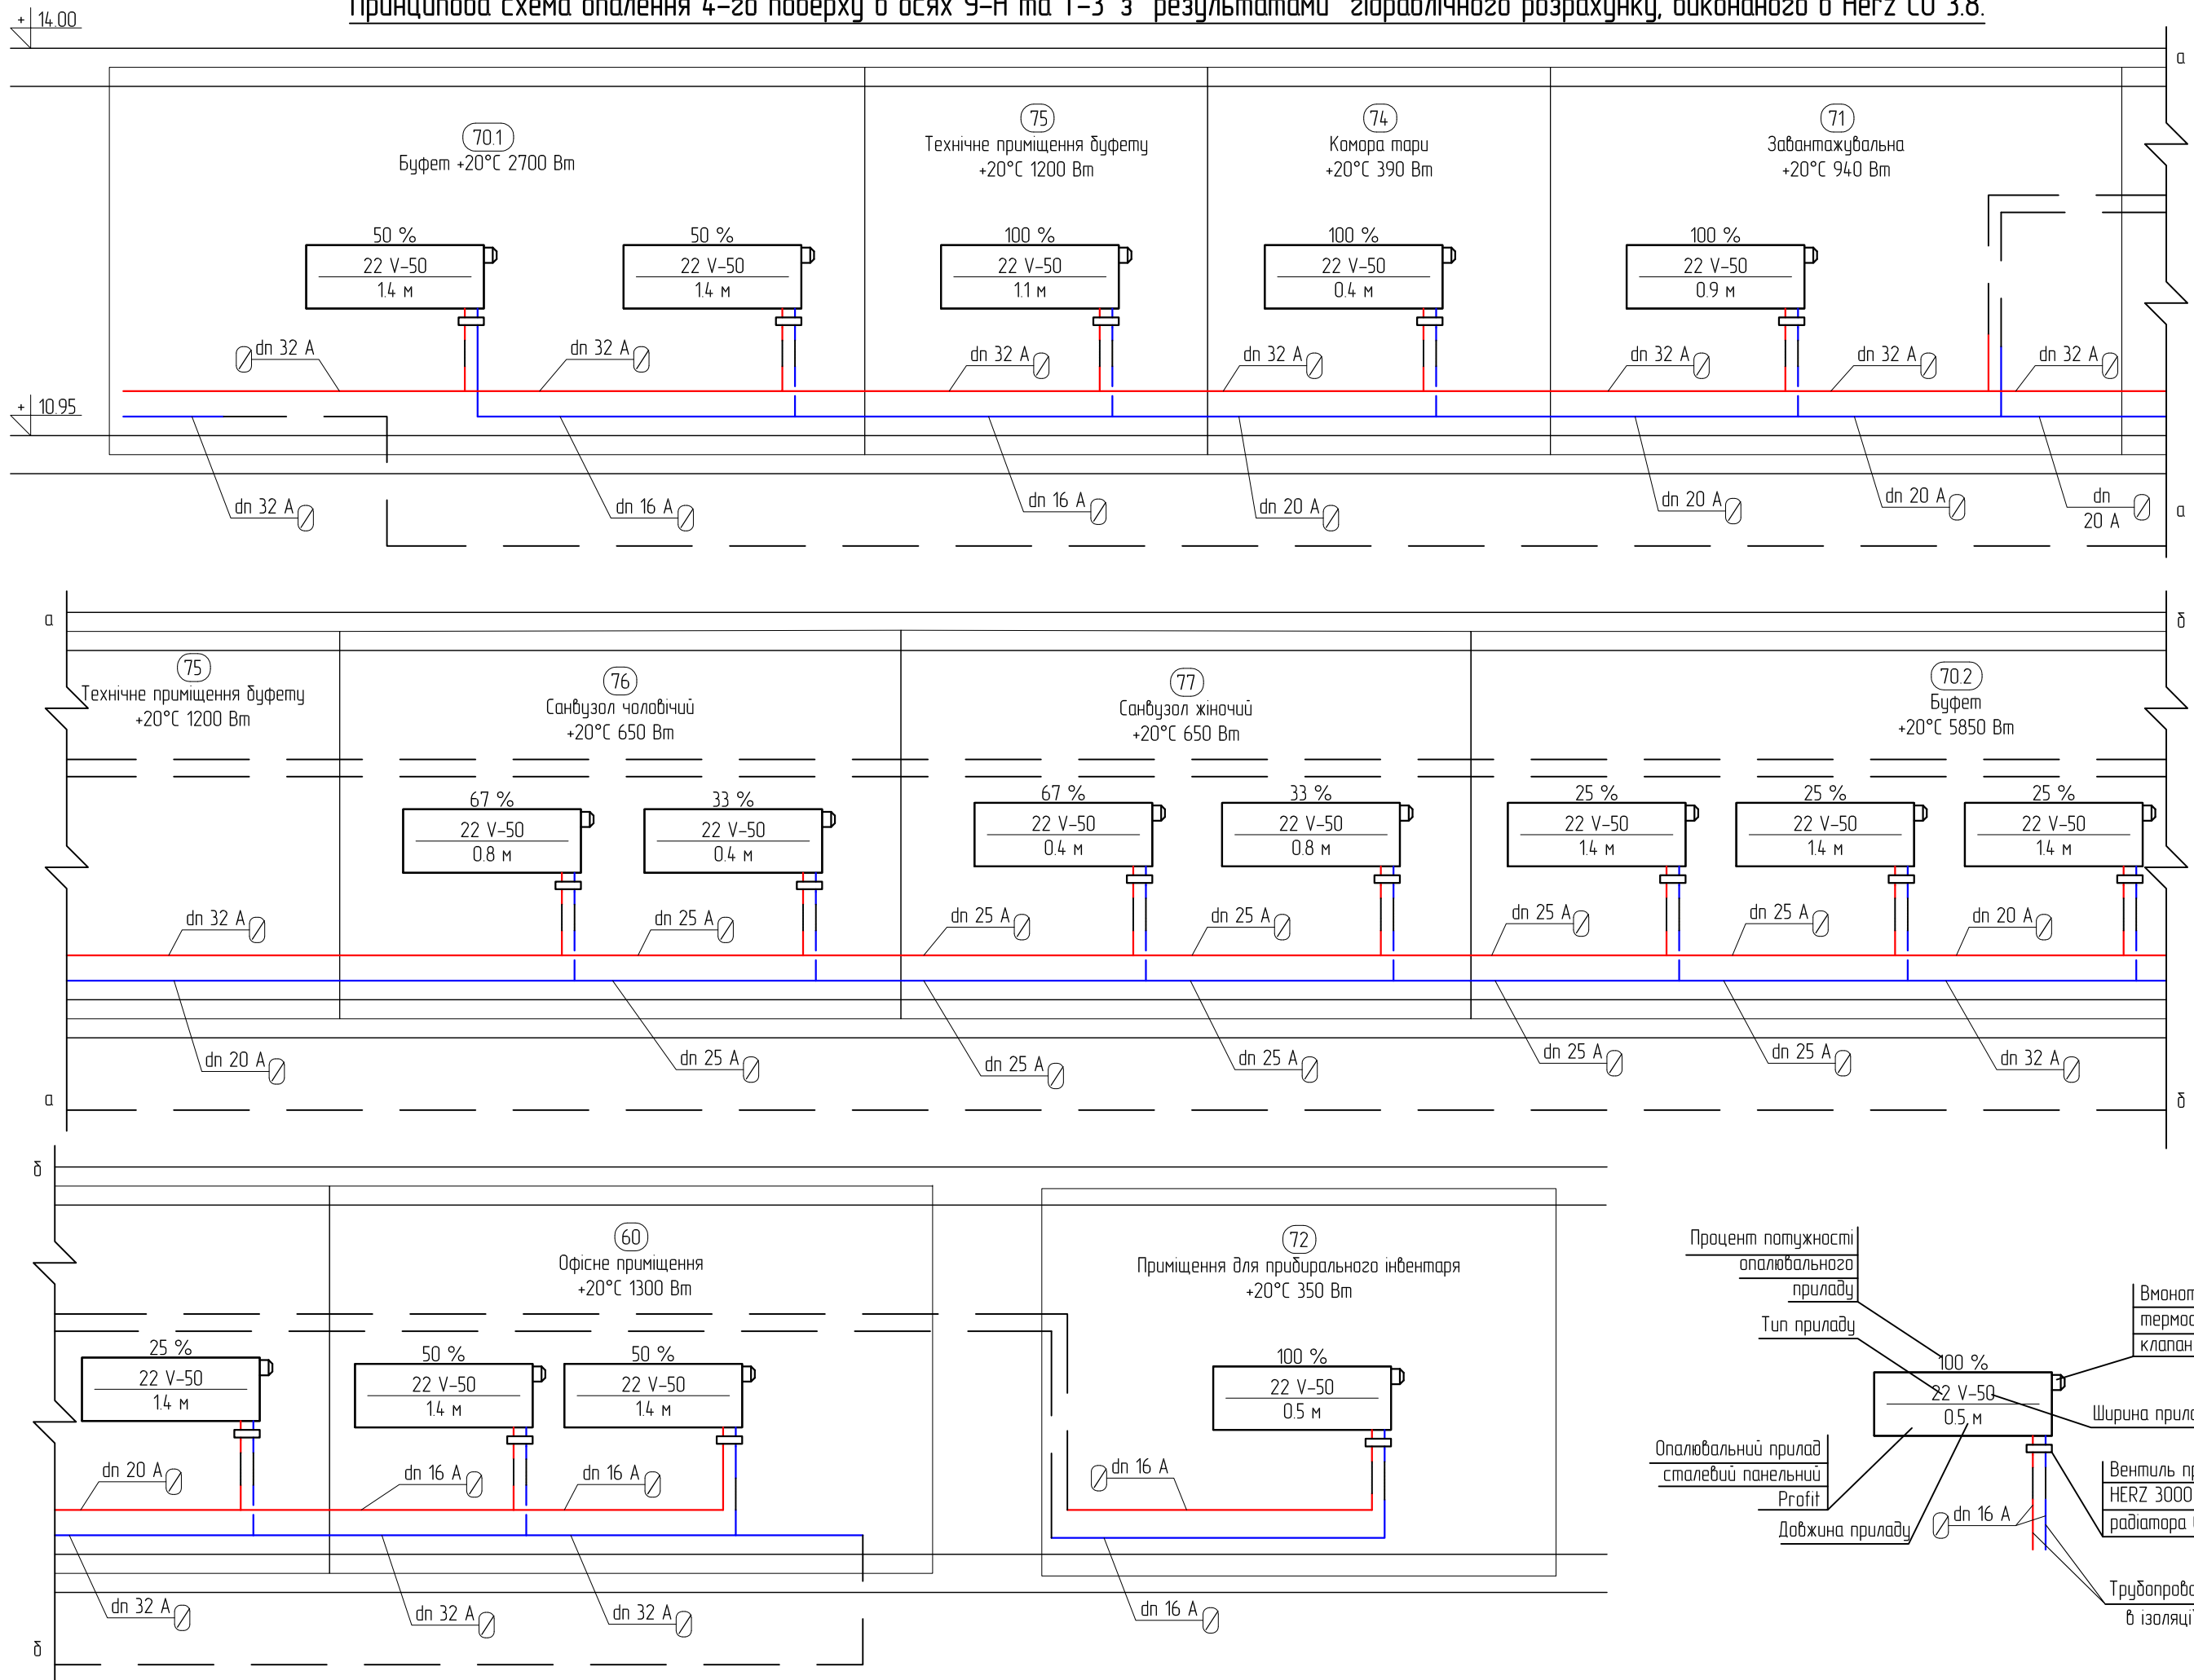 Принципова схема опалення 4-го поверху в осях 9-Н та 1-3 з результатами гідравлічного розрахунку, виконаного в Herz CO 3.8.
+ 14.00
а
70.1
Буфет +20°C 2700 Вт
75
Технічне приміщення буфету
+20°C 1200 Вт
74
Комора тари
+20°C 390 Вт
71
Завантажувальна
+20°C 940 Вт
50 % 50 % 100 % 100 % 100 %
22 V-50 22 V-50 22 V-50 22 V-50 22 V-50
1.4 м 1.4 м 1.1 м 0.4 м 0.9 м
dn 32 A dn 32 A dn 32 A dn 32 A dn 32 A dn 32 A dn 32 A
+ 10.95
dn 32 A dn 16 A dn 16 A dn 20 A dn 20 A dn 20 A dn
20 A
а
а
б
75
Технічне приміщення буфету
+20°C 1200 Вт
76
Санвузол чоловічий
+20°C 650 Вт
77
Санвузол жіночий
+20°C 650 Вт
70.2
Буфет
+20°C 5850 Вт
67 % 33 % 67 % 33 % 25 % 25 % 25 %
22 V-50 22 V-50 22 V-50 22 V-50 22 V-50 22 V-50 22 V-50
0.8 м 0.4 м 0.4 м 0.8 м 1.4 м 1.4 м 1.4 м
dn 32 A dn 25 A dn 25 A dn 25 A dn 25 A dn 25 A dn 20 A
dn 20 A dn 25 A dn 25 A dn 25 A dn 25 A dn 25 A dn 32 A
а
б
б
60
Офісне приміщення
+20°C 1300 Вт
72
Приміщення для прибирального інвентаря
+20°C 350 Вт
25 % 50 % 50 % 100 %
22 V-50 22 V-50 22 V-50 22 V-50
1.4 м 1.4 м 1.4 м 0.5 м
dn 20 A dn 16 A dn 16 A dn 16 A
dn 32 A dn 32 A dn 32 A dn 16 A
б
Процент потужності
опалювального
приладу
Тип приладу
100 %
22 V-50
0.5 м
клапан
Ширина
Опалювальний прилад
сталевий панельний
Profit
Довжина приладу
dn 16 A
Вентиль
HERZ 3000
радіатора
в